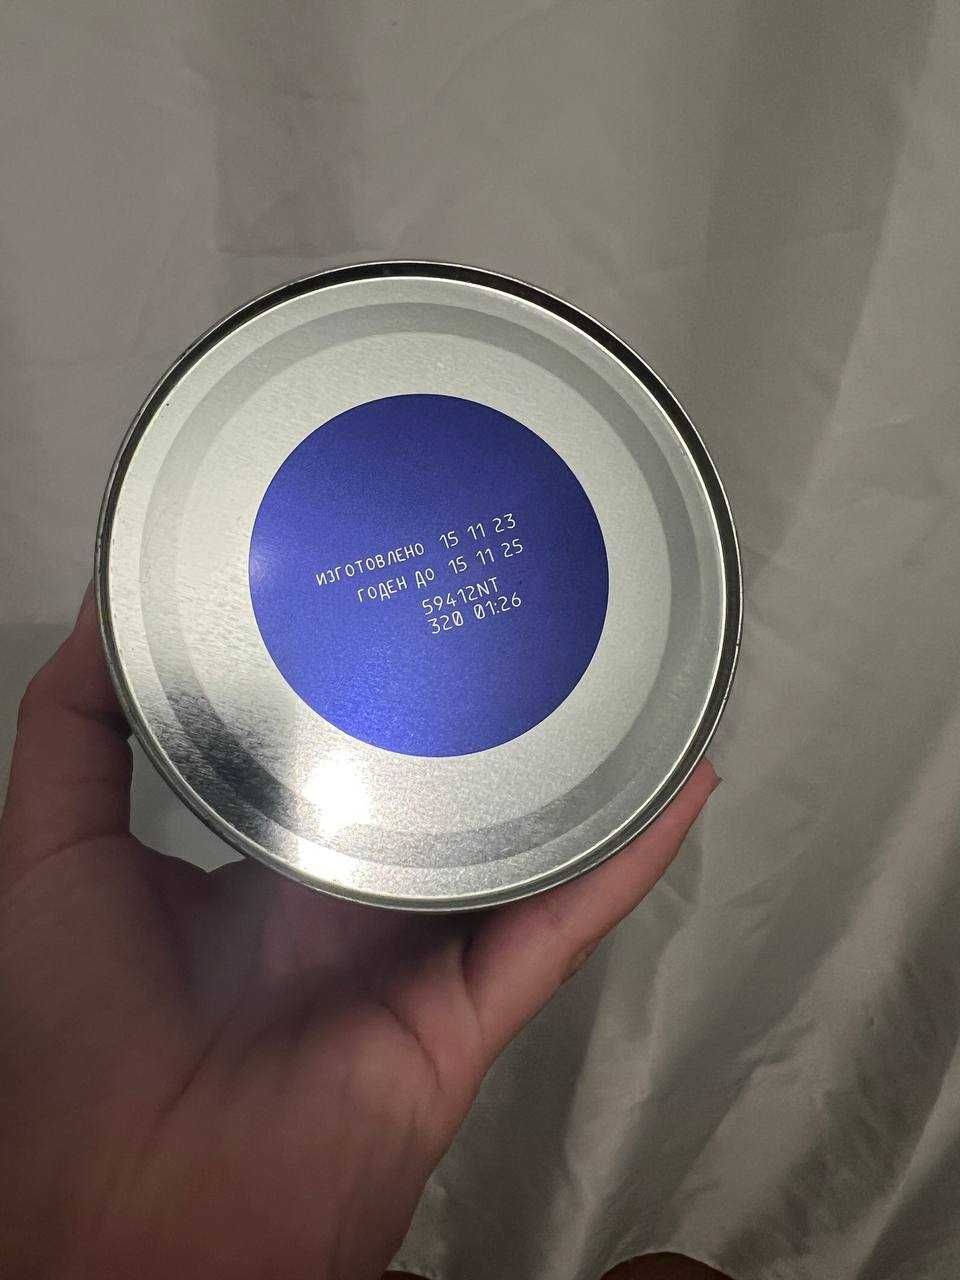 ИЗГОТОВЛЕНО 15 11 23
ГОДЕН ДО 15 11 25
59412NT
320 01:26